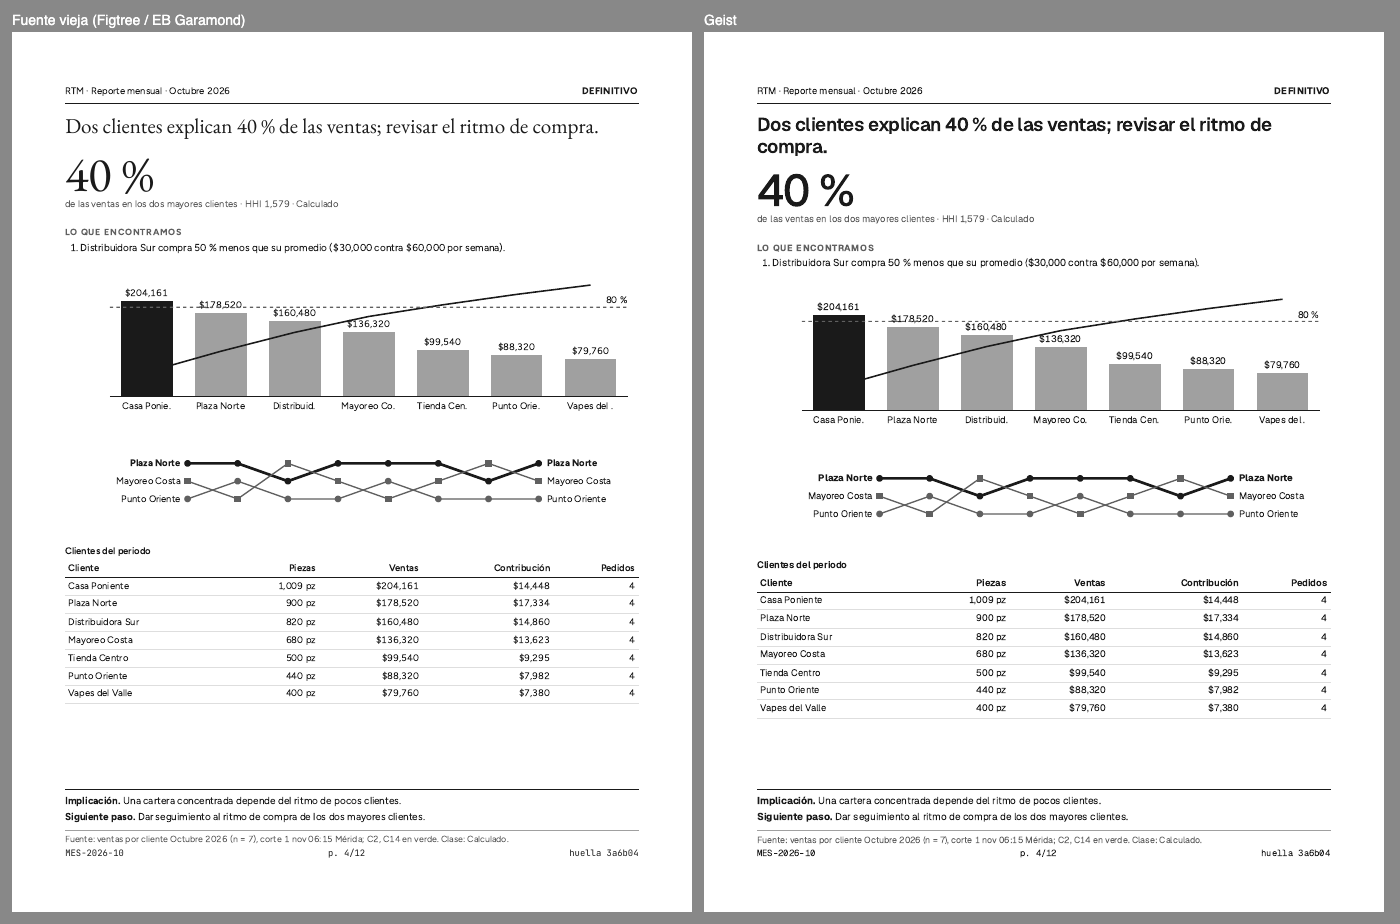 Fuente vieja (Figtree / EB Garamond)
RTM · Reporte mensual · Octubre 2026 DEFINITIVO
Dos clientes explican 40 % de las ventas; revisar el ritmo de compra.
40 %
de las ventas en los dos mayores clientes · HHI 1,579 · Calculado
LO QUE ENCONTRAMOS
1. Distribuidora Sur compra 50 % menos que su promedio ($30,000 contra $60,000 por semana).
$204,161 $178,520 $160,480 $136,320 $99,540 $88,320 $79,760 80 %
Casa Ponie. Plaza Norte Distribuid. Mayoreo Co. Tienda Cen. Punto Orie. Vapes del .
Plaza Norte Plaza Norte
Mayoreo Costa Mayoreo Costa
Punto Oriente Punto Oriente
Clientes del periodo
Cliente Piezas Ventas Contribución Pedidos
Casa Poniente 1,009 pz $204,161 $14,448 4
Plaza Norte 900 pz $178,520 $17,334 4
Distribuidora Sur 820 pz $160,480 $14,860 4
Mayoreo Costa 680 pz $136,320 $13,623 4
Tienda Centro 500 pz $99,540 $9,295 4
Punto Oriente 440 pz $88,320 $7,982 4
Vapes del Valle 400 pz $79,760 $7,380 4
Implicación. Una cartera concentrada depende del ritmo de pocos clientes.
Siguiente paso. Dar seguimiento al ritmo de compra de los dos mayores clientes.
Fuente: ventas por cliente Octubre 2026 (n = 7), corte 1 nov 06:15 Mérida; C2, C14 en verde. Clase: Calculado.
MES-2026-10 p. 4/12 huella 3a6b04
Geist
RTM · Reporte mensual · Octubre 2026 DEFINITIVO
Dos clientes explican 40 % de las ventas; revisar el ritmo de
compra.
40 %
de las ventas en los dos mayores clientes · HHI 1,579 · Calculado
LO QUE ENCONTRAMOS
1. Distribuidora Sur compra 50 % menos que su promedio ($30,000 contra $60,000 por semana).
$204,161 $178,520 $160,480 $136,320 $99,540 $88,320 $79,760 80 %
Casa Ponie. Plaza Norte Distribuid. Mayoreo Co. Tienda Cen. Punto Orie. Vapes del .
Plaza Norte Plaza Norte
Mayoreo Costa Mayoreo Costa
Punto Oriente Punto Oriente
Clientes del periodo
Cliente Piezas Ventas Contribución Pedidos
Casa Poniente 1,009 pz $204,161 $14,448 4
Plaza Norte 900 pz $178,520 $17,334 4
Distribuidora Sur 820 pz $160,480 $14,860 4
Mayoreo Costa 680 pz $136,320 $13,623 4
Tienda Centro 500 pz $99,540 $9,295 4
Punto Oriente 440 pz $88,320 $7,982 4
Vapes del Valle 400 pz $79,760 $7,380 4
Implicación. Una cartera concentrada depende del ritmo de pocos clientes.
Siguiente paso. Dar seguimiento al ritmo de compra de los dos mayores clientes.
Fuente: ventas por cliente Octubre 2026 (n = 7), corte 1 nov 06:15 Mérida; C2, C14 en verde. Clase: Calculado.
MES-2026-10 p. 4/12 huella 3a6b04